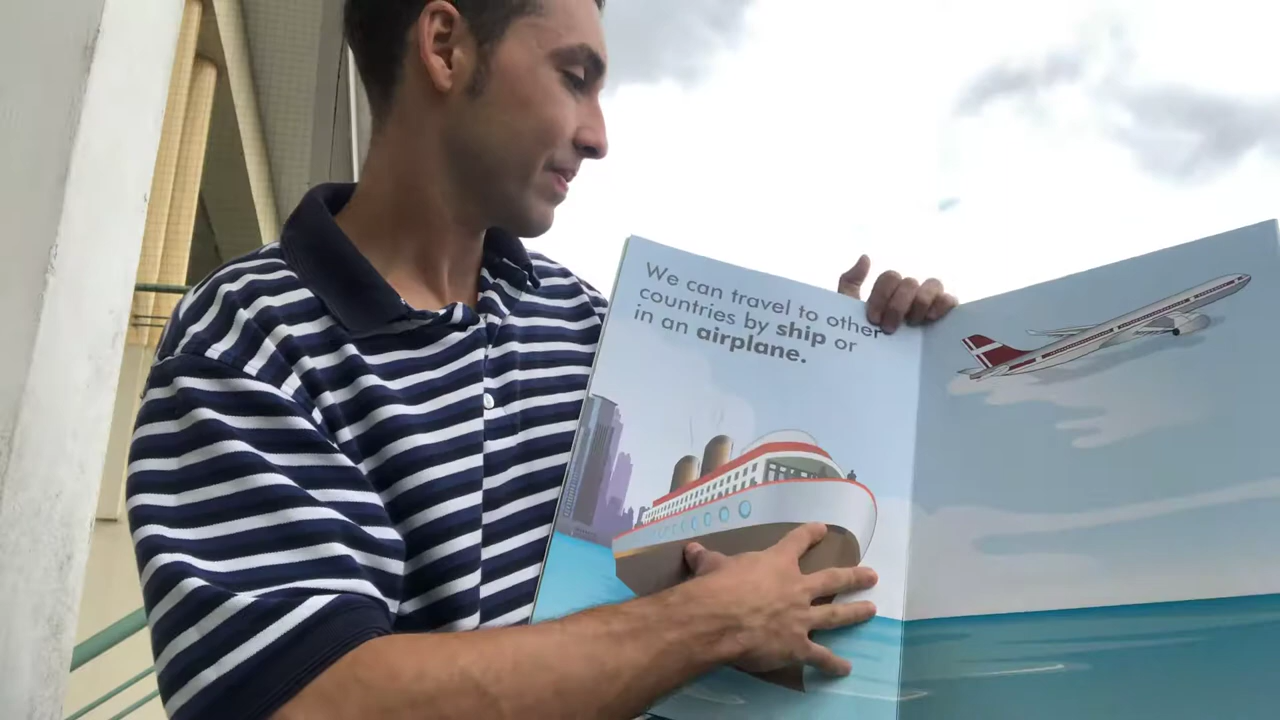 We can travel to other
countries by ship or
in an airplane.